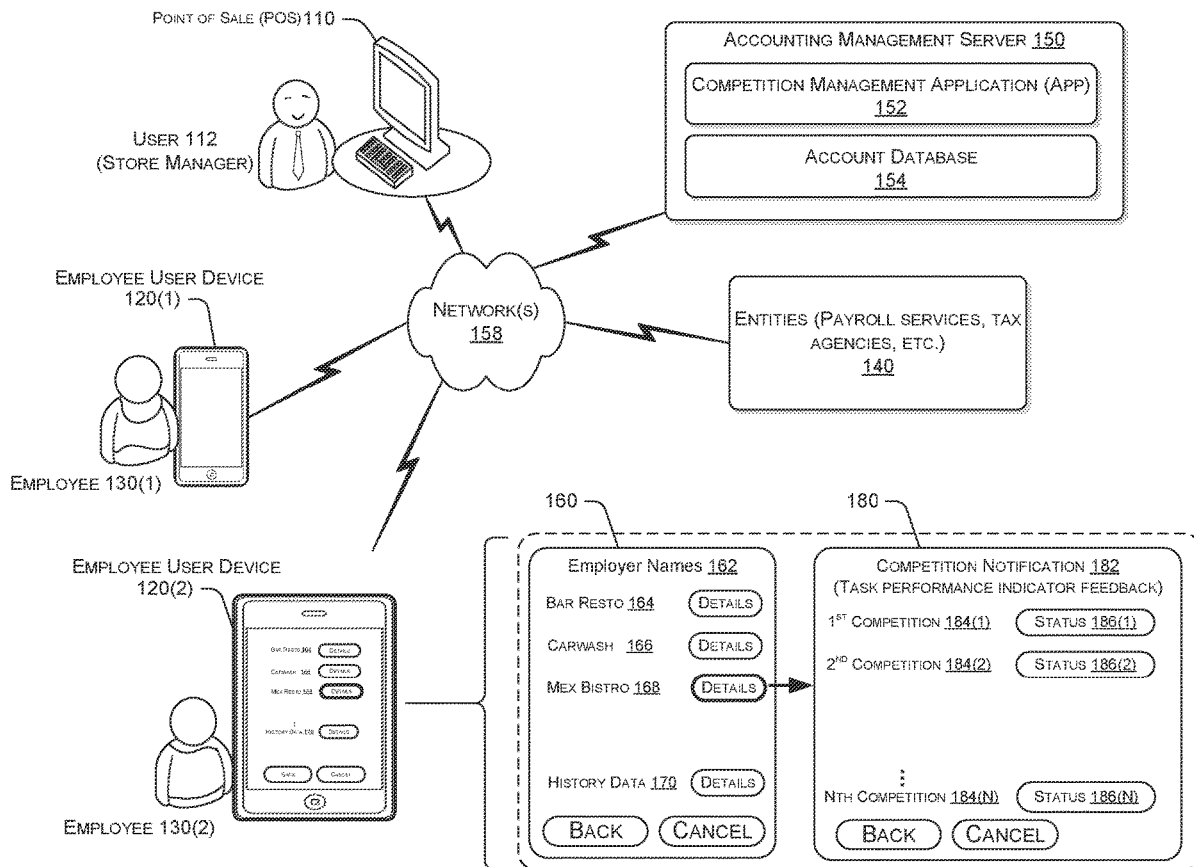 POINT OF SALE (POS) 110
USER 112
(STORE MANAGER)
ACCOUNTING MANAGEMENT SERVER 150
COMPETITION MANAGEMENT APPLICATION (APP)
152
ACCOUNT DATABASE
154
EMPLOYEE USER DEVICE
120(1)
NETWORK(S)
158
ENTITIES (PAYROLL SERVICES, TAX
AGENCIES, ETC.)
140
EMPLOYEE 130(1)
EMPLOYEE USER DEVICE
120(2)
CARWASH
DETAILS
DETAILS
BACK CANCEL
EMPLOYEE 130(2)
160
Employer Names 162
BAR RESTO 164 DETAILS
CARWASH 166 DETAILS
MEX BISTRO 168 DETAILS
HISTORY DATA 170 DETAILS
BACK CANCEL
180
COMPETITION NOTIFICATION 182
(TASK PERFORMANCE INDICATOR FEEDBACK)
1ST COMPETITION 184(1) STATUS 186(1)
2ND COMPETITION 184(2) STATUS 186(2)
⋮
NTH COMPETITION 184(N) STATUS 186(N)
BACK CANCEL